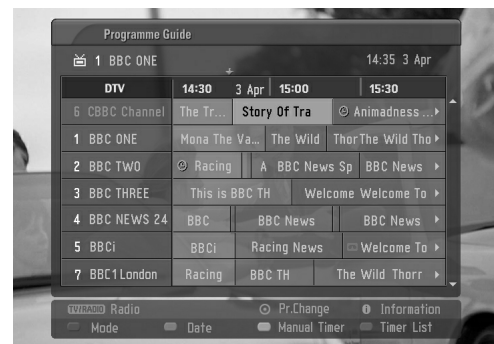 Programme Guide
1 BBC ONE 14:35 3 Apr
DTV 14:30 3 Apr 15:00 15:30
6 CBBC Channel The Tr... Story Of Tra Animadness ...
1 BBC ONE Mona The Va... The Wild ThorThe Wild Tho
2 BBC TWO Racing A BBC News Sp BBC News
3 BBC THREE This is BBC TH Welcome Welcome To
4 BBC NEWS 24 BBC BBC News BBC News
5 BBCi BBCi Racing News Welcome To
7 BBC1London Racing BBC TH The Wild Thorr
TV/RADIO Radio Pr.Change Information
Mode Date Manual Timer Timer List